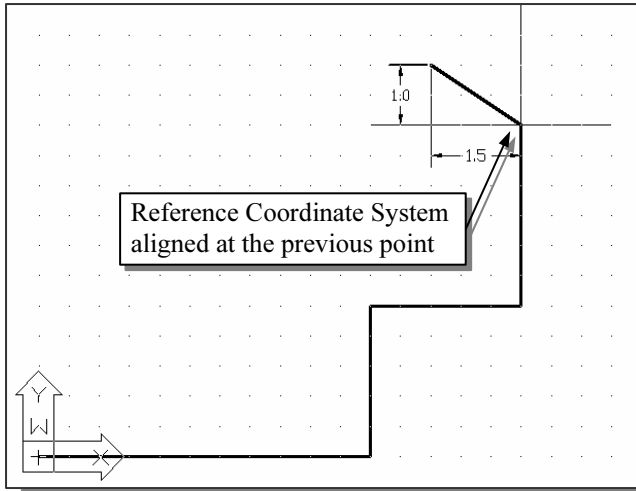 1.0
1.5
Reference Coordinate System
aligned at the previous point
Y
W
X